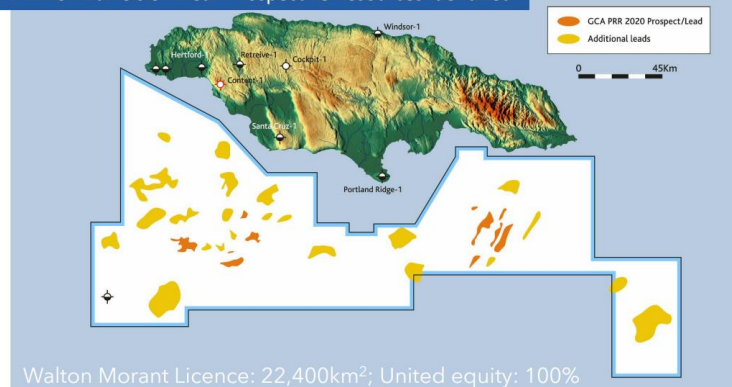 GCA PRR 2020 Prospect/Lead
Additional leads
0 45Km
Windsor-1
Hertford-1
Retreive-1
Cockpit-1
Content-1
Santa Cruz-1
Portland Ridge-1
Walton Morant Licence: 22,400km²; United equity: 100%